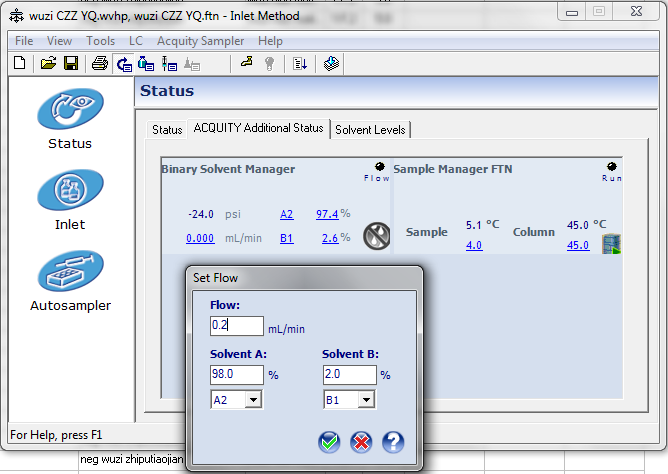 wuzi CZZ YQ.wvhp, wuzi CZZ YQ.ftn - Inlet Method
File View Tools LC Acquity Sampler Help
Status
Status
Inlet
Autosampler
Status ACQUITY Additional Status Solvent Levels
Binary Solvent Manager
Flow
-24.0 psi A2 97.4 %
0.000 mL/min B1 2.6 %
Sample Manager FTN
Run
Sample 5.1 °C Column 45.0 °C
4.0 45.0
Set Flow
Flow:
0.2 mL/min
Solvent A: Solvent B:
98.0 % 2.0 %
A2 B1
?
For Help, press F1
neg wuzi zhiputiaojian